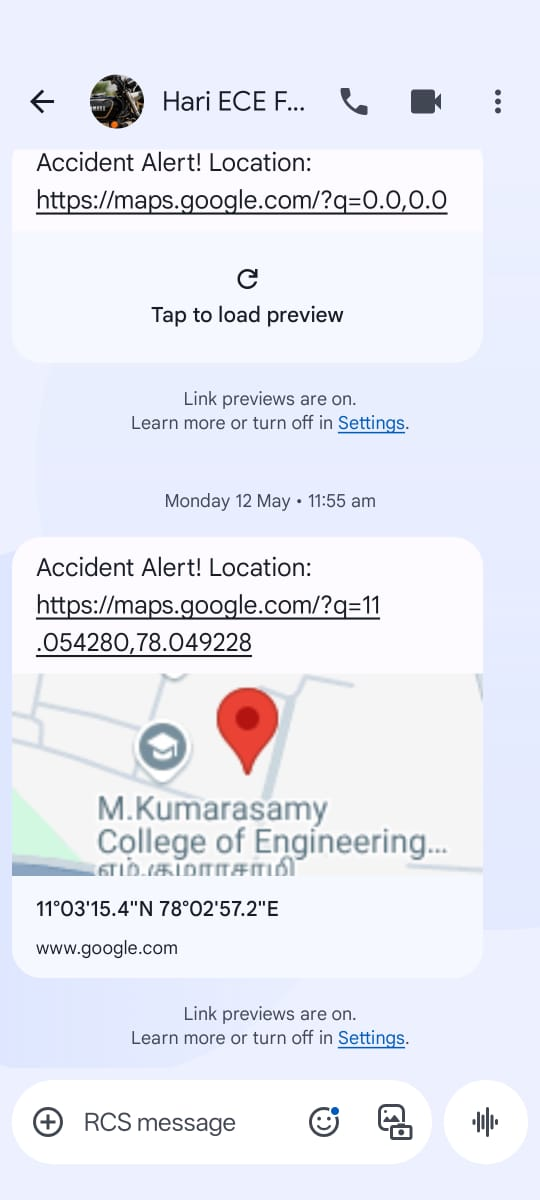 Hari ECE F...
Accident Alert! Location:
https://maps.google.com/?q=0.0,0.0
Tap to load preview
Link previews are on.
Learn more or turn off in Settings.
Monday 12 May • 11:55 am
Accident Alert! Location:
https://maps.google.com/?q=11
.054280,78.049228
M.Kumarasamy
College of Engineering...
11°03'15.4"N 78°02'57.2"E
www.google.com
Link previews are on.
Learn more or turn off in Settings.
RCS message